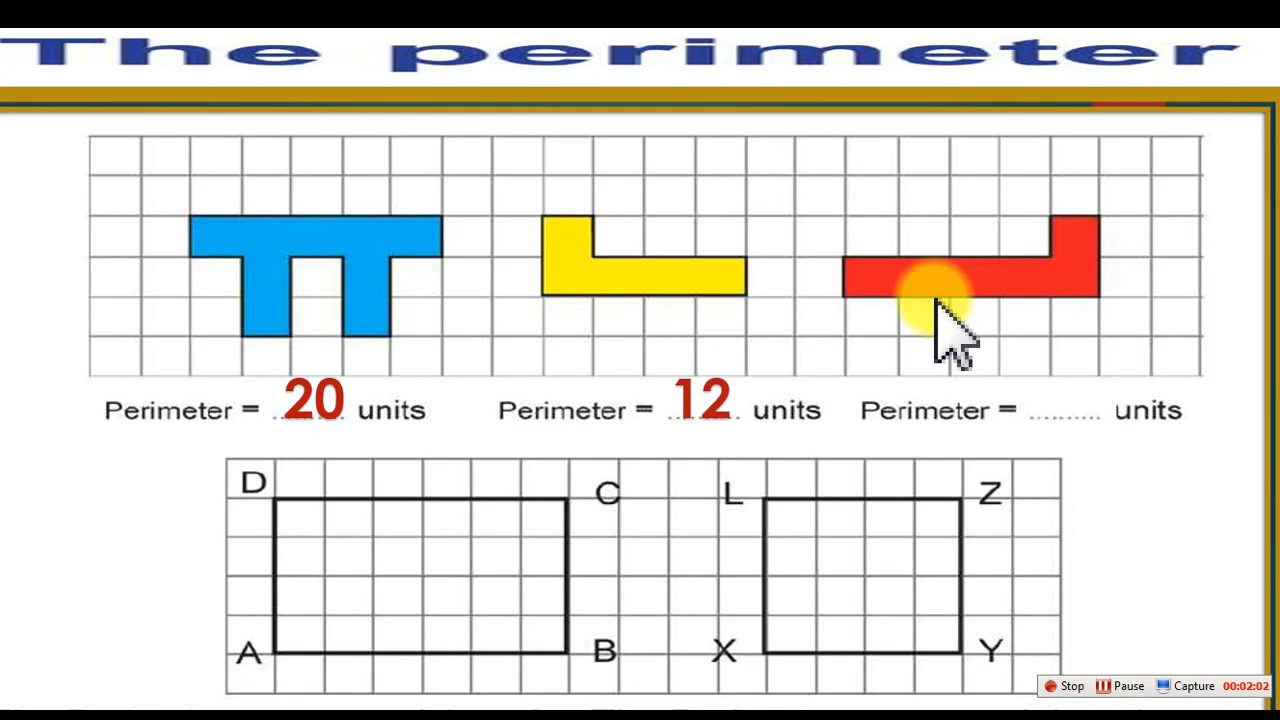 The perimeter
Perimeter = ...20... units Perimeter = ...12... units Perimeter = .......... units
D C L Z
A B X Y
Stop Pause Capture 00:02:02